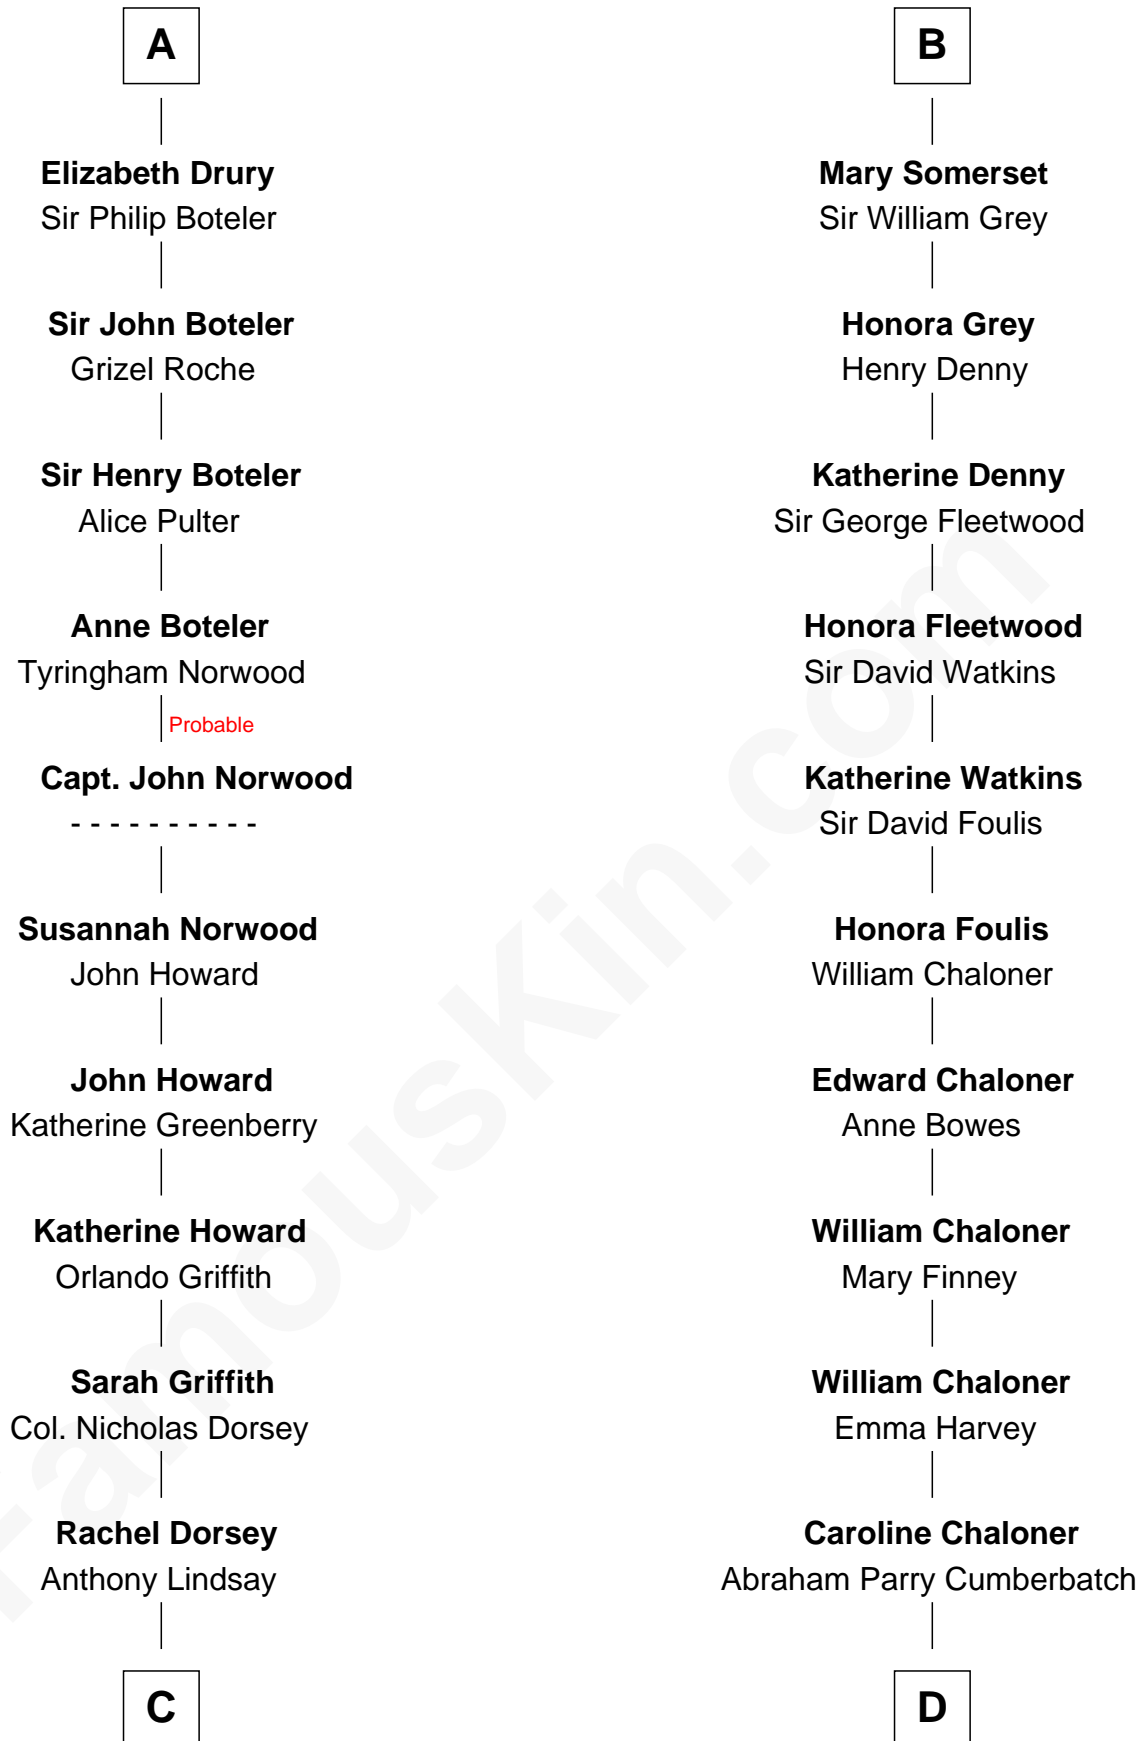 A
Elizabeth Drury
Sir Philip Boteler
Sir John Boteler
Grizel Roche
Sir Henry Boteler
Alice Pulter
Anne Boteler
Tyringham Norwood
Probable
Capt. John Norwood
- - - - - - - - - -
Susannah Norwood
John Howard
John Howard
Katherine Greenberry
Katherine Howard
Orlando Griffith
Sarah Griffith
Col. Nicholas Dorsey
Rachel Dorsey
Anthony Lindsay
C
B
Mary Somerset
Sir William Grey
Honora Grey
Henry Denny
Katherine Denny
Sir George Fleetwood
Honora Fleetwood
Sir David Watkins
Katherine Watkins
Sir David Foulis
Honora Foulis
William Chaloner
Edward Chaloner
Anne Bowes
William Chaloner
Mary Finney
William Chaloner
Emma Harvey
Caroline Chaloner
Abraham Parry Cumberbatch
D
FamousKin.com